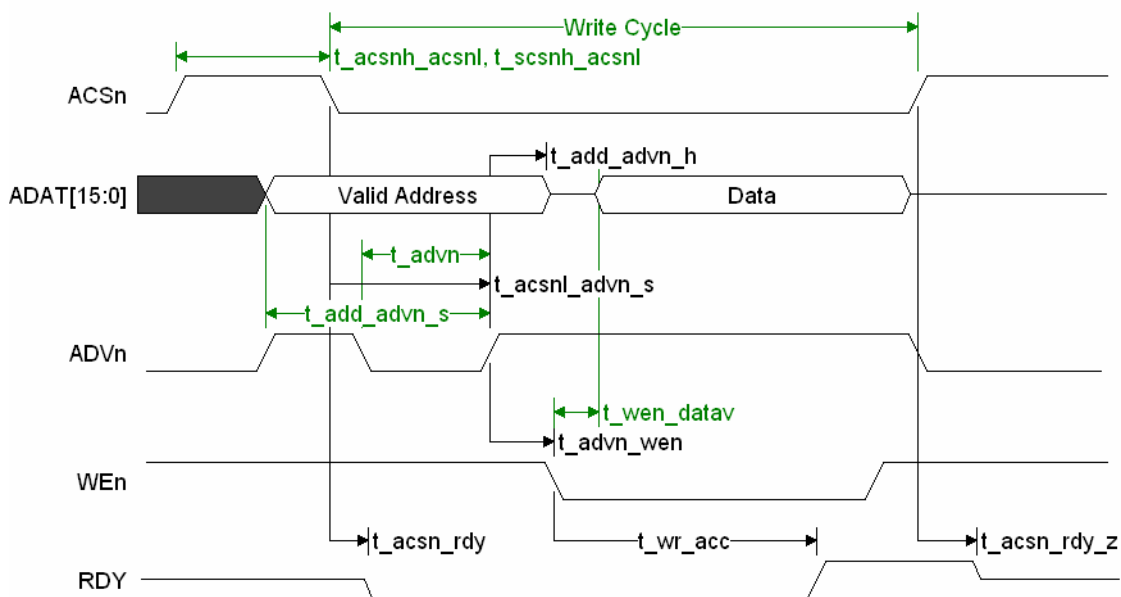 Write Cycle
t_acsnh_acsnl, t_scsnh_acsnl
ACSn
t_add_advn_h
ADAT[15:0]
Valid Address
Data
t_advn
t_acsnl_advn_s
t_add_advn_s
ADVn
t_wen_datav
t_advn_wen
WEn
t_acsn_rdy
t_wr_acc
t_acsn_rdy_z
RDY